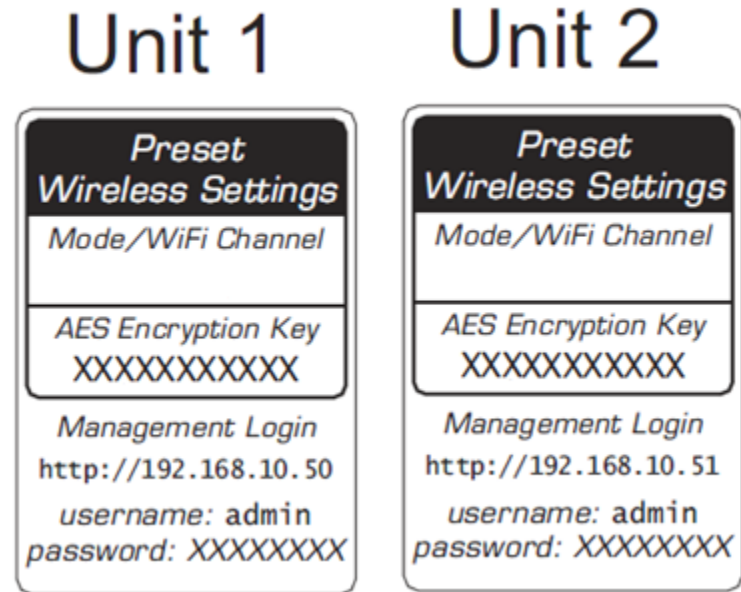 Unit 1
Preset
Wireless Settings
Mode/WiFi Channel
AES Encryption Key
XXXXXXXXXXX
Management Login
http://192.168.10.50
username: admin
password: XXXXXXXX
Unit 2
Preset
Wireless Settings
Mode/WiFi Channel
AES Encryption Key
XXXXXXXXXXX
Management Login
http://192.168.10.51
username: admin
password: XXXXXXXX